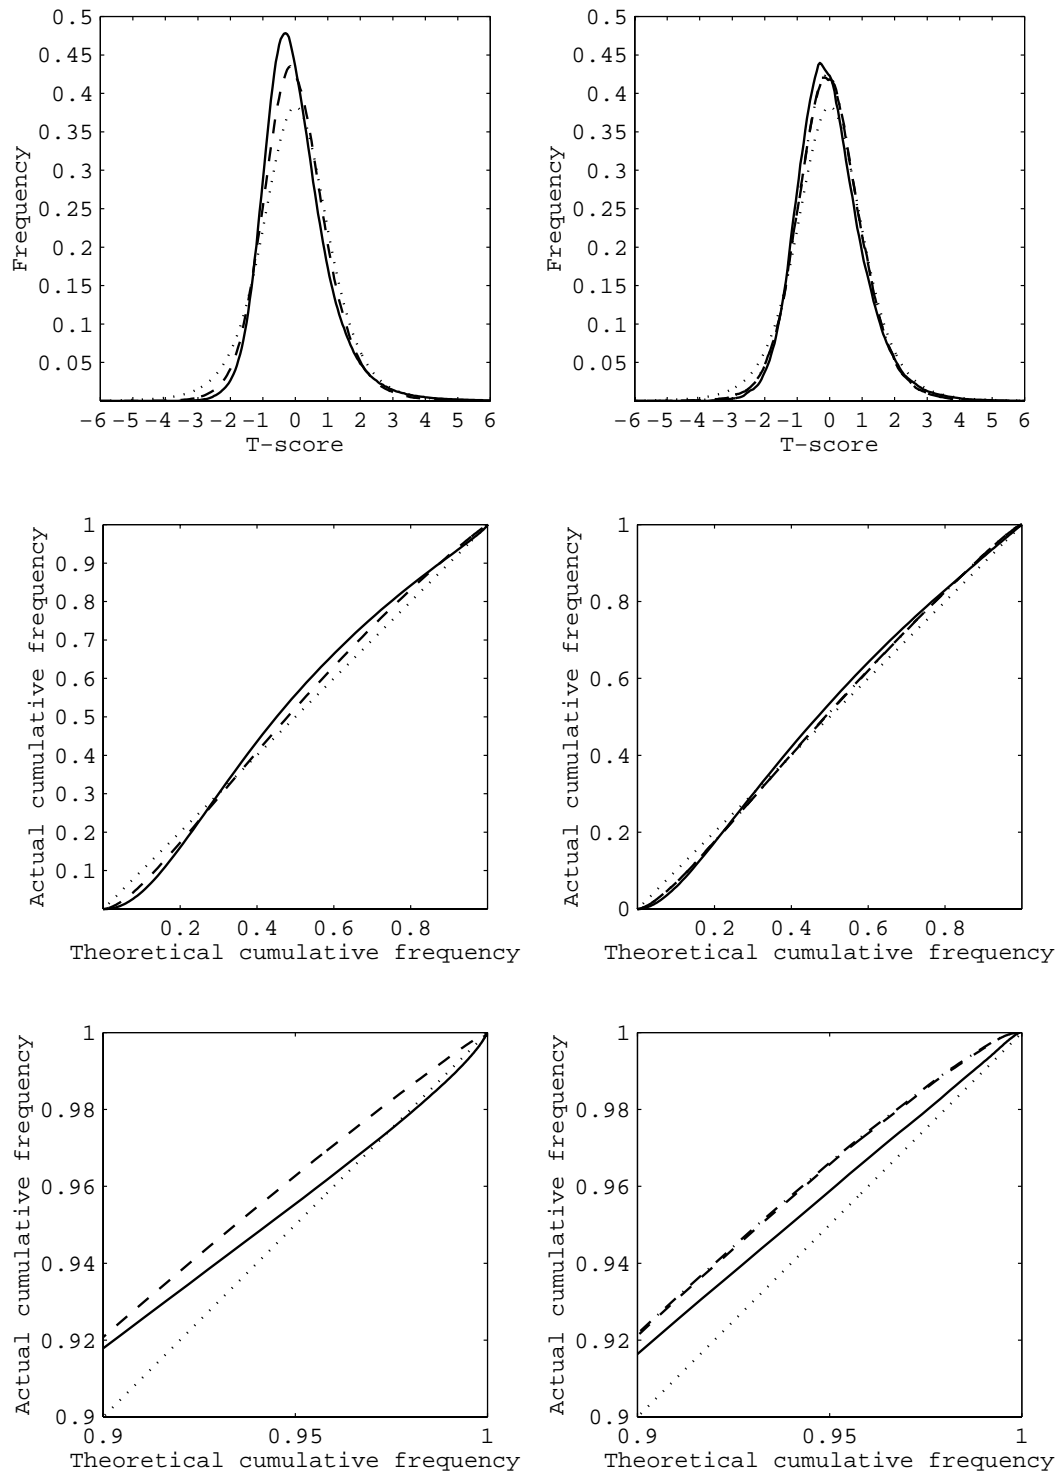 0.5
0.45
0.4
0.35
0.3
0.25
0.2
0.15
0.1
0.05
Frequency
−6 −5 −4 −3 −2 −1 0 1 2 3 4 5 6
T−score
0.5
0.45
0.4
0.35
0.3
0.25
0.2
0.15
0.1
0.05
Frequency
−6 −5 −4 −3 −2 −1 0 1 2 3 4 5 6
T−score
1
0.9
0.8
0.7
0.6
0.5
0.4
0.3
0.2
0.1
Actual cumulative frequency
0.2 0.4 0.6 0.8
Theoretical cumulative frequency
1
0.8
0.6
0.4
0.2
0
Actual cumulative frequency
0.2 0.4 0.6 0.8
Theoretical cumulative frequency
1
0.98
0.96
0.94
0.92
0.9
Actual cumulative frequency
0.9 0.95 1
Theoretical cumulative frequency
1
0.98
0.96
0.94
0.92
0.9
Actual cumulative frequency
0.9 0.95 1
Theoretical cumulative frequency